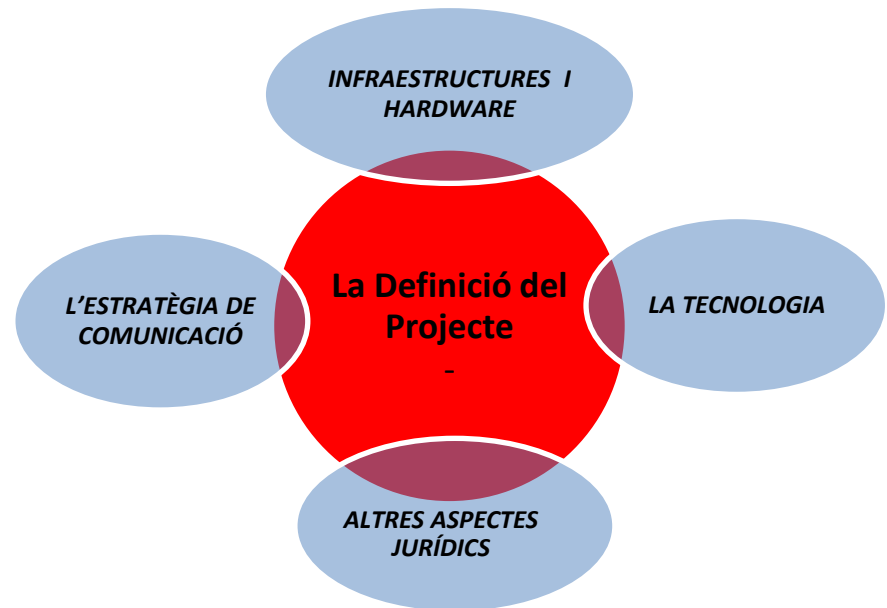 INFRAESTRUCTURES I
HARDWARE
La Definició del
Projecte
-
L'ESTRATÈGIA DE
COMUNICACIÓ
LA TECNOLOGIA
ALTRES ASPECTES
JURÍDICS